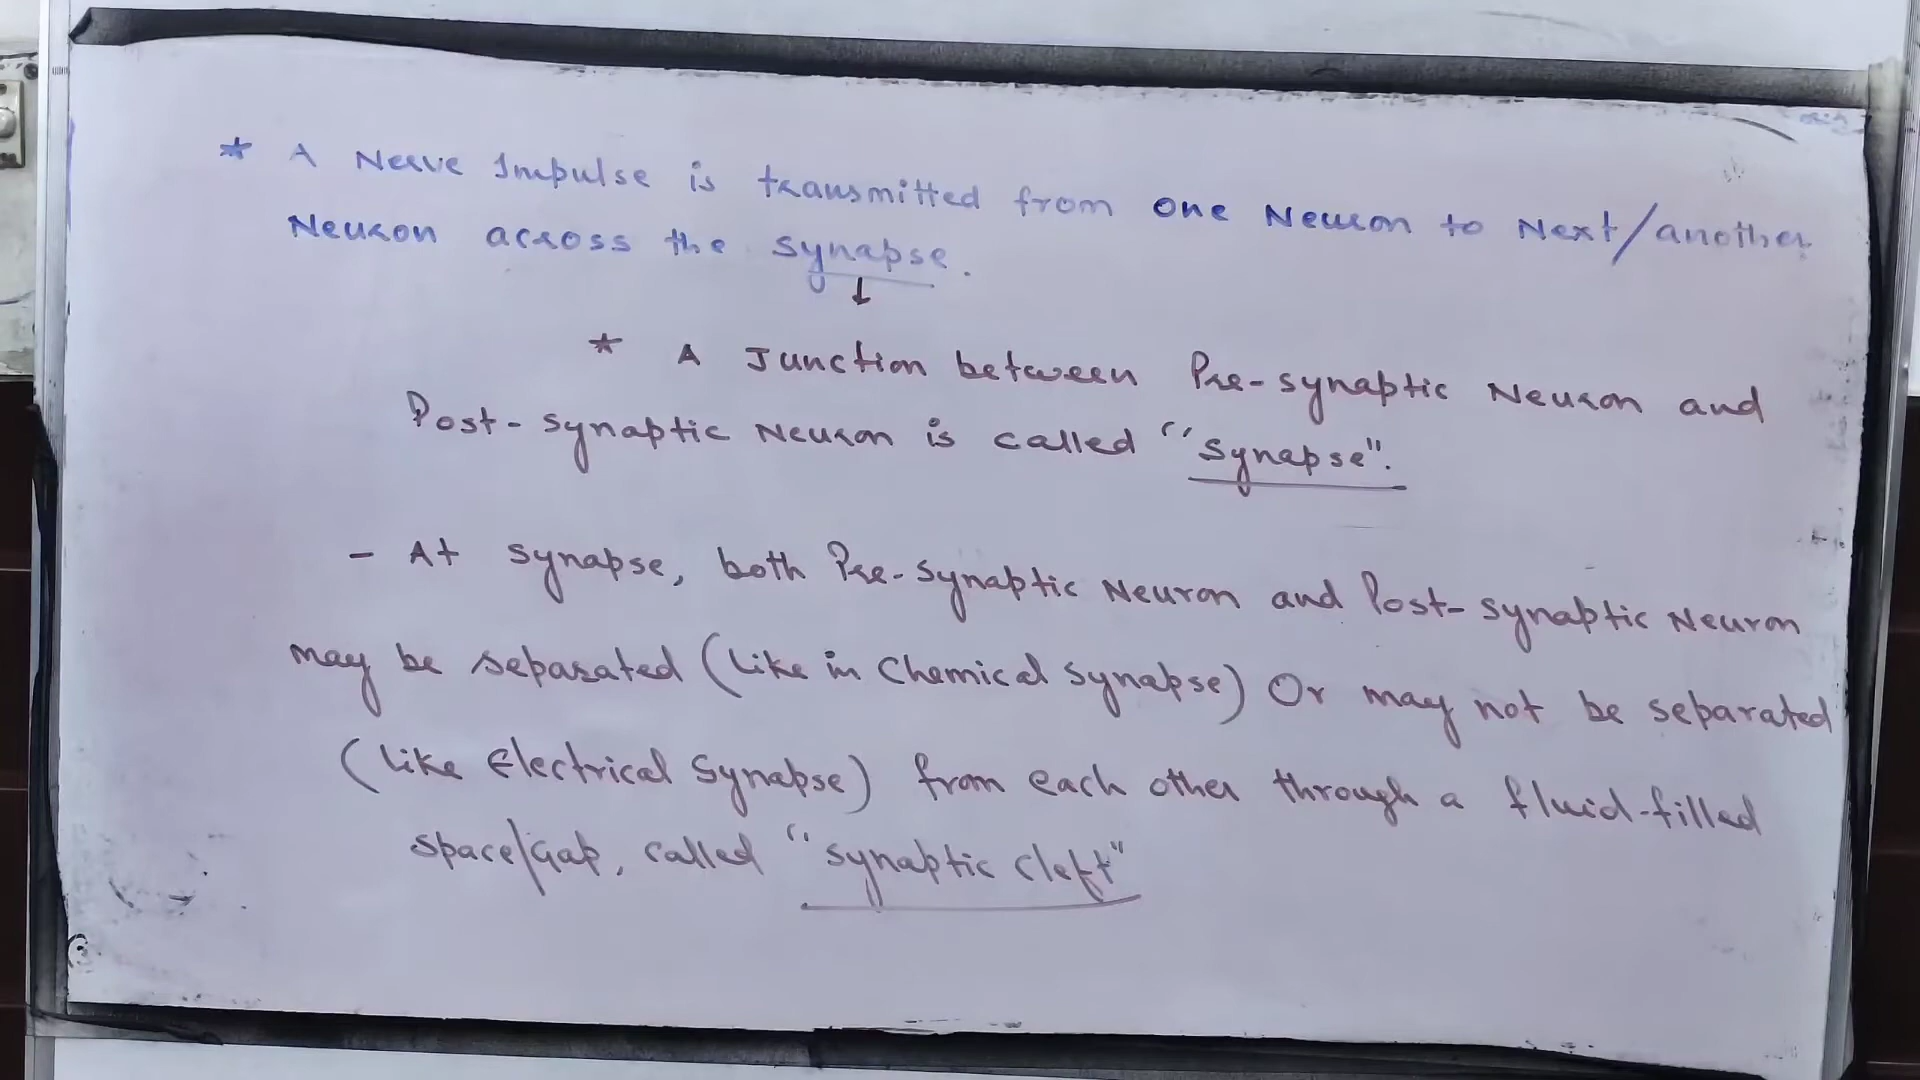 * A Nerve Impulse is transmitted from one Neuron to Next/another
Neuron across the synapse.
↓
* A Junction between Pre-synaptic Neuron and
Post-synaptic Neuron is called "synapse".
- At synapse, both Pre-synaptic Neuron and Post-synaptic Neuron
may be separated (like in Chemical synapse) Or may not be separated
(like Electrical synapse) from each other through a fluid-filled
space/Gap, called "synaptic cleft"